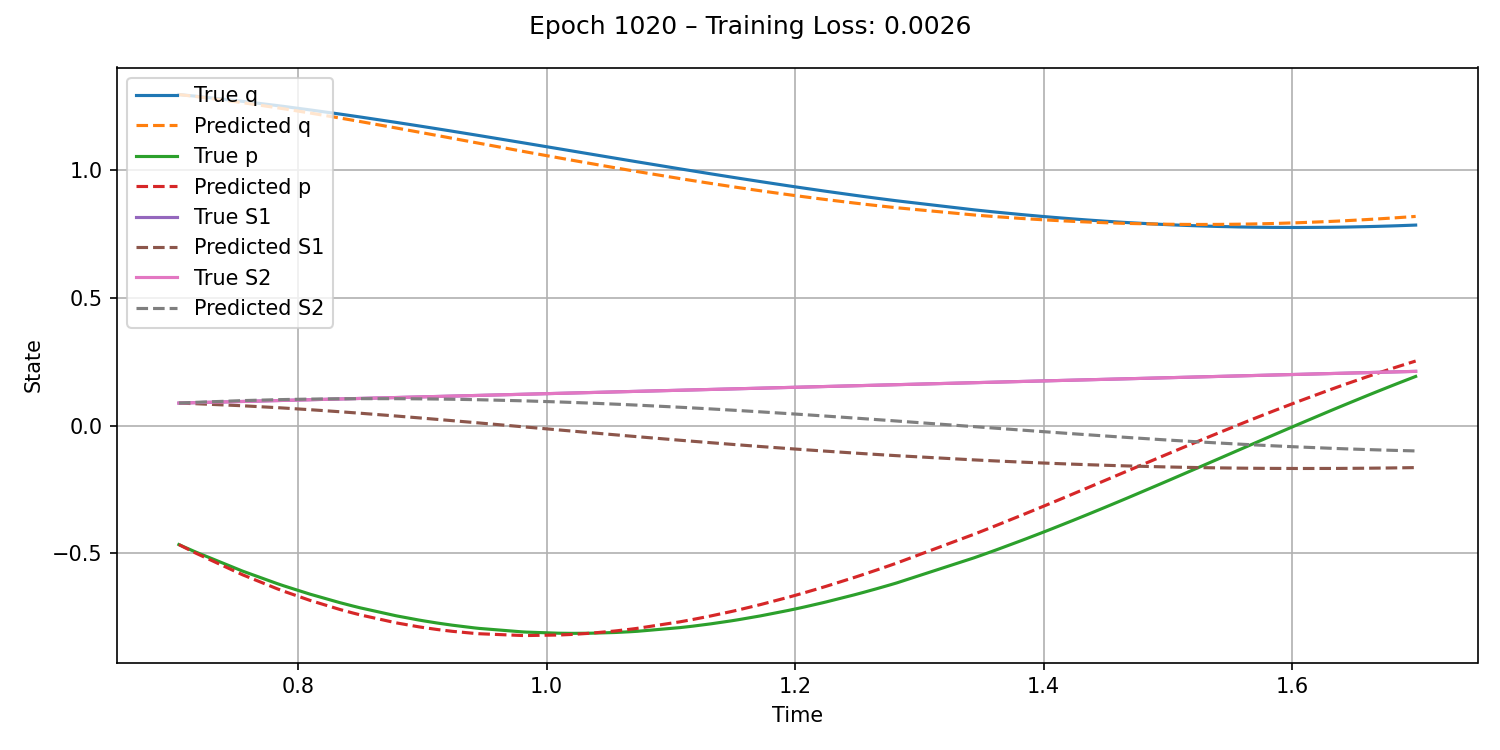 Epoch 1020 – Training Loss: 0.0026
True q
Predicted q
True p
Predicted p
True S1
Predicted S1
True S2
Predicted S2
State
1.0
0.5
0.0
−0.5
0.8
1.0
1.2
1.4
1.6
Time